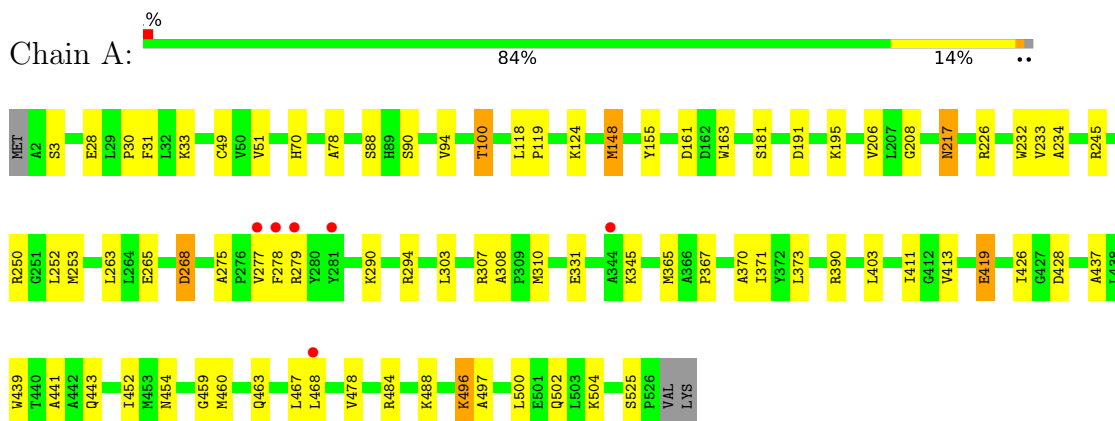 .%
Chain A:
84% 14% ..
MET A2 S3 E28 L29 P30 F31 L32 K33 C49 V50 V51 H70 A78 S88 H89 S90 V94 T100 L118 P119 K124 M148 Y155 D161 D162 W163 S181 D191 K195 V206 L207 G208 N217 R226 W232 V233 A234 R245
R250 G251 L252 M253 L263 L264 E265 D268 A275 P276 V277 F278 R279 Y280 Y281 K290 R294 L303 R307 A308 P309 M310 E331 A344 K345 M365 A366 P367 A370 I371 Y372 L373 R390 L403 I411 G412 V413 E419 I426 G427 D428 A437 L438
W439 T440 A441 A442 Q443 I452 M453 N454 G459 M460 Q463 L467 L468 V478 R484 K488 K496 A497 L500 E501 Q502 L503 K504 S525 P526 VAL LYS